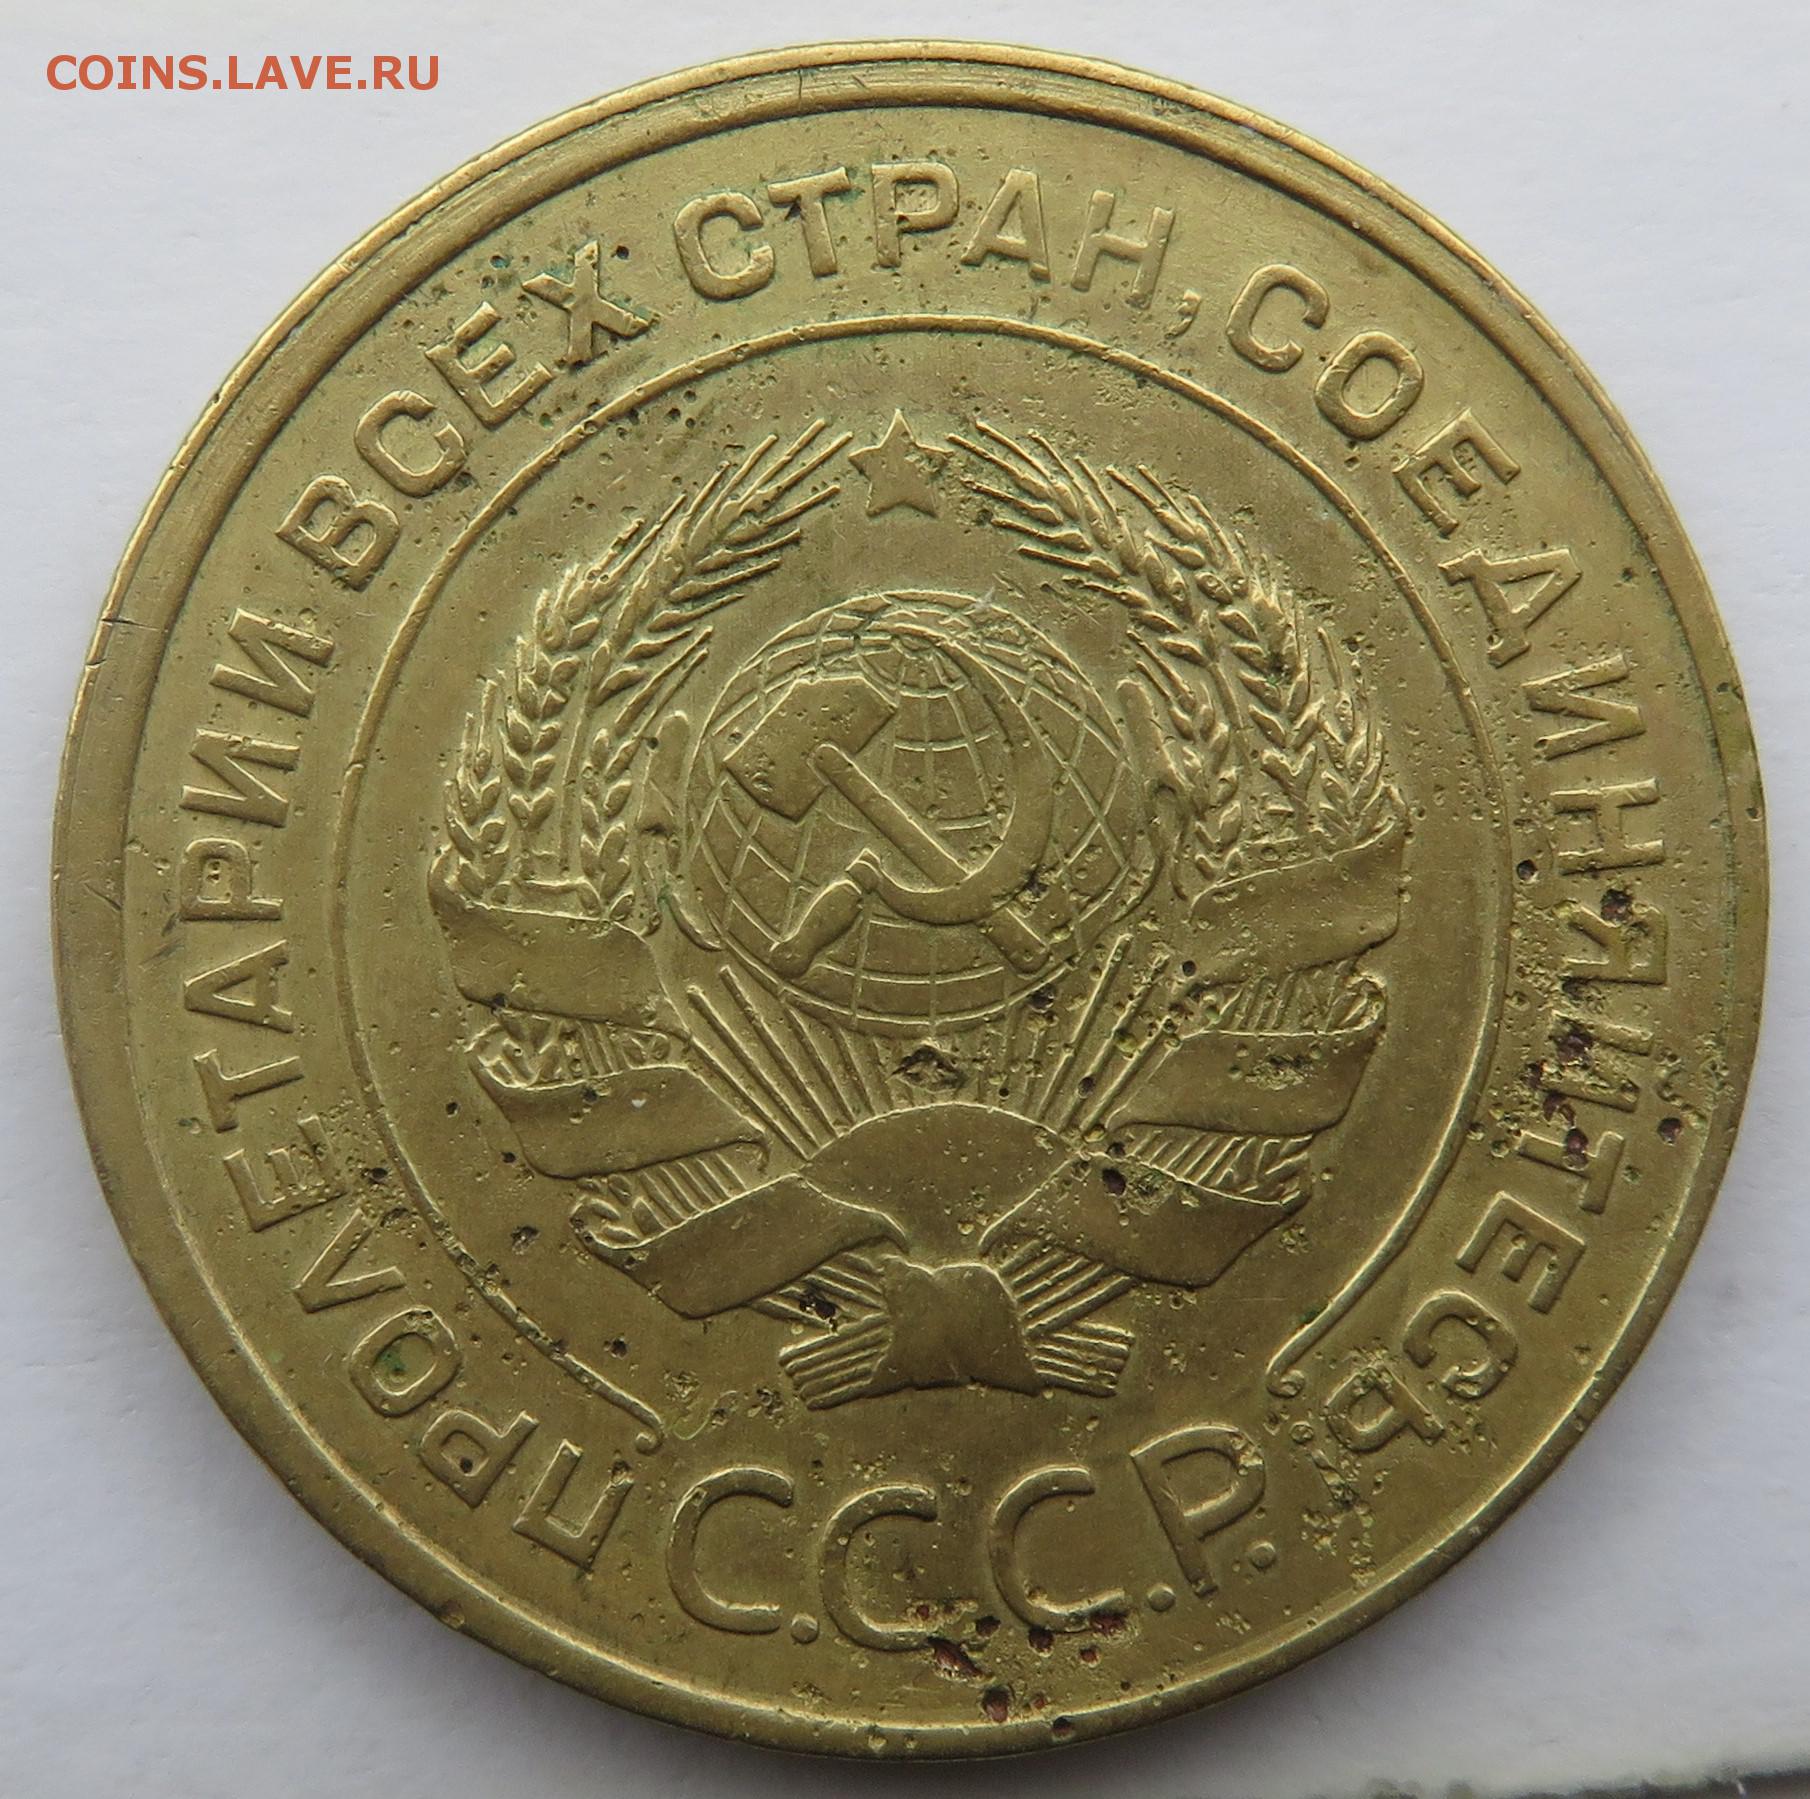 COINS.LAVE.RU
ПРОЛЕТАРИИ ВСЕХ СТРАН, СОЕДИНЯЙТЕСЬ!
С.С.С.Р.